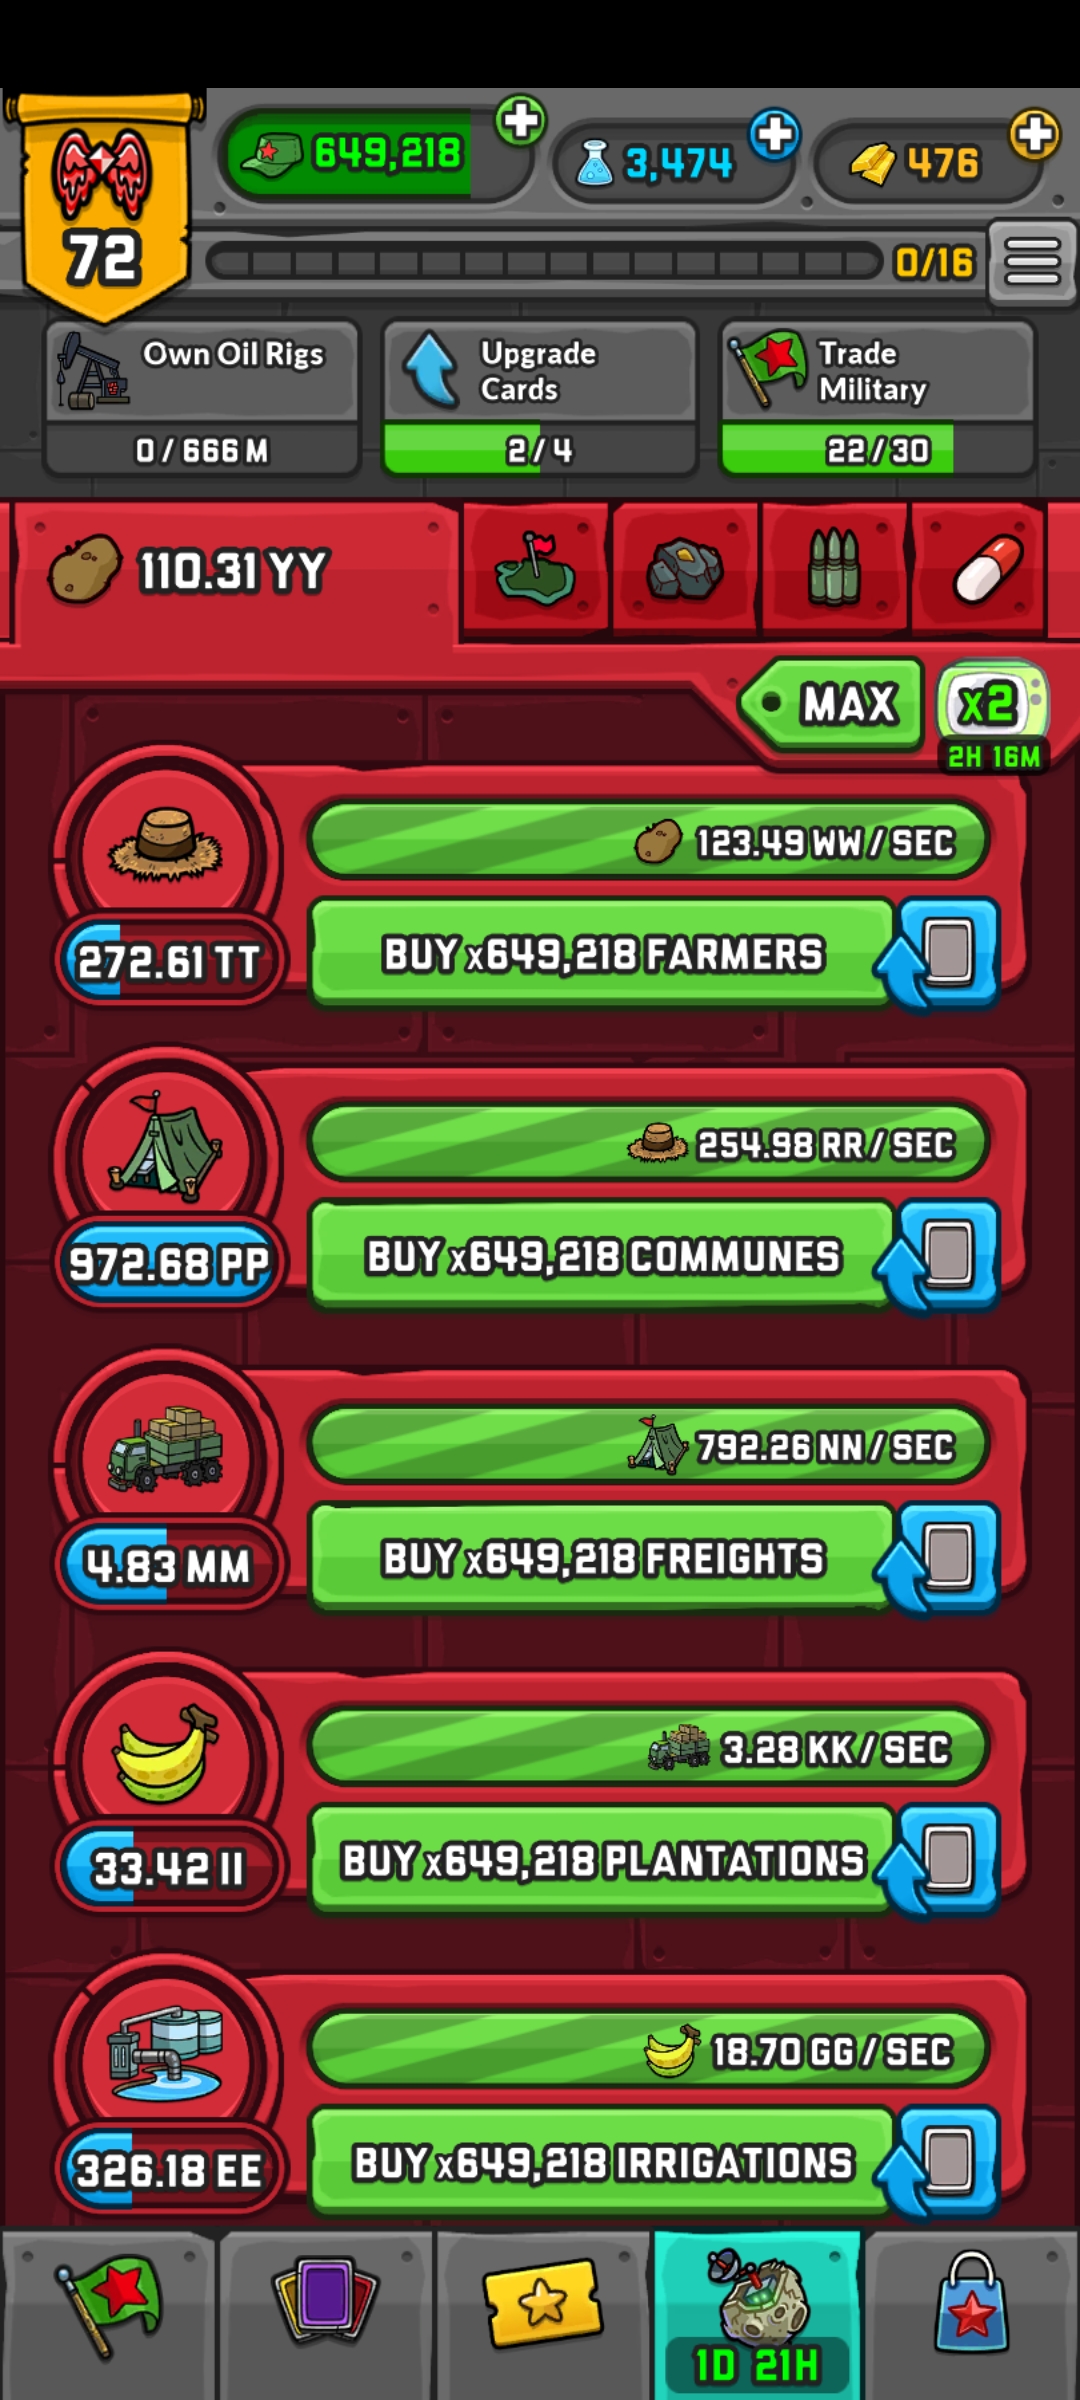 649,218
3,474
476
72
0/16
Own Oil Rigs
0 / 666 M
Upgrade
Cards
2 / 4
Trade
Military
22 / 30
110.31 YY
MAX
x2
2H 16M
123.49 WW / SEC
272.61 TT
BUY x649,218 FARMERS
254.98 RR / SEC
972.68 PP
BUY x649,218 COMMUNES
792.26 NN / SEC
4.83 MM
BUY x649,218 FREIGHTS
3.28 KK / SEC
33.42 II
BUY x649,218 PLANTATIONS
18.70 GG / SEC
326.18 EE
BUY x649,218 IRRIGATIONS
1D 21H